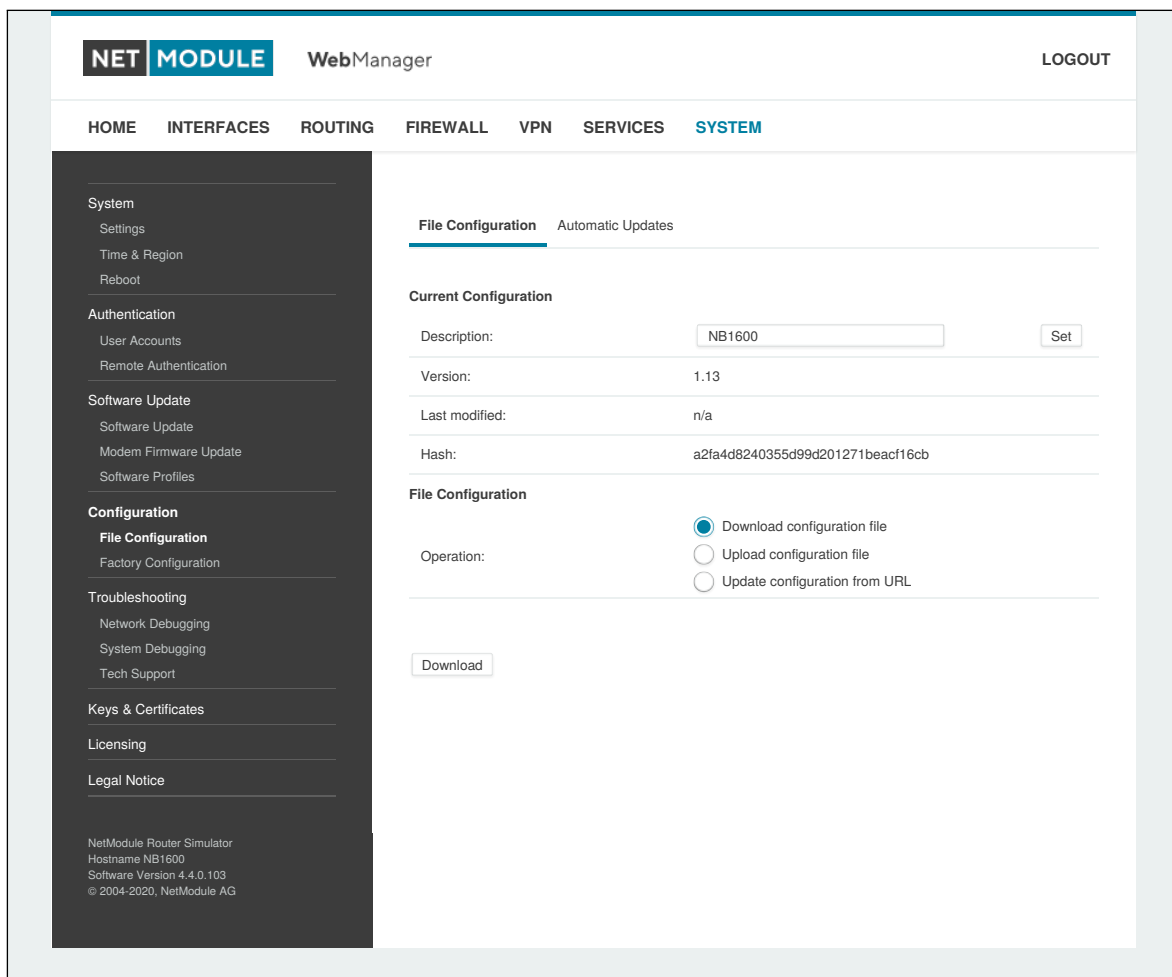 NET MODULE WebManager LOGOUT
HOME INTERFACES ROUTING FIREWALL VPN SERVICES SYSTEM
System
Settings
Time & Region
Reboot
Authentication
User Accounts
Remote Authentication
Software Update
Software Update
Modem Firmware Update
Software Profiles
Configuration
File Configuration
Factory Configuration
Troubleshooting
Network Debugging
System Debugging
Tech Support
Keys & Certificates
Licensing
Legal Notice
NetModule Router Simulator
Hostname NB1600
Software Version 4.4.0.103
© 2004-2020, NetModule AG
File Configuration Automatic Updates
Current Configuration
Description: NB1600 Set
Version: 1.13
Last modified: n/a
Hash: a2fa4d8240355d99d201271beacf16cb
File Configuration
Operation:
Download configuration file
Upload configuration file
Update configuration from URL
Download